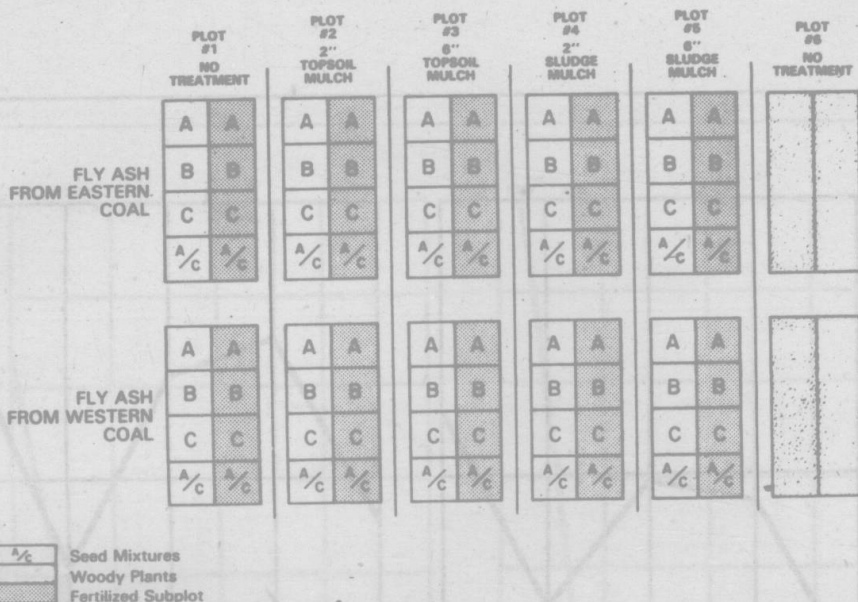 PLOT
#1
NO
TREATMENT
PLOT
#2
2''
TOPSOIL
MULCH
PLOT
#3
6''
TOPSOIL
MULCH
PLOT
#4
2''
SLUDGE
MULCH
PLOT
#5
6''
SLUDGE
MULCH
PLOT
#6
NO
TREATMENT
FLY ASH
FROM EASTERN
COAL
A A A A A A A A A A
B B B B B B B B B B
C C C C C C C C C C
A/C A/C A/C A/C A/C A/C A/C A/C A/C A/C
FLY ASH
FROM WESTERN
COAL
A A A A A A A A A A
B B B B B B B B B B
C C C C C C C C C C
A/C A/C A/C A/C A/C A/C A/C A/C A/C A/C
A/C Seed Mixtures
Woody Plants
Fertilized Subplot